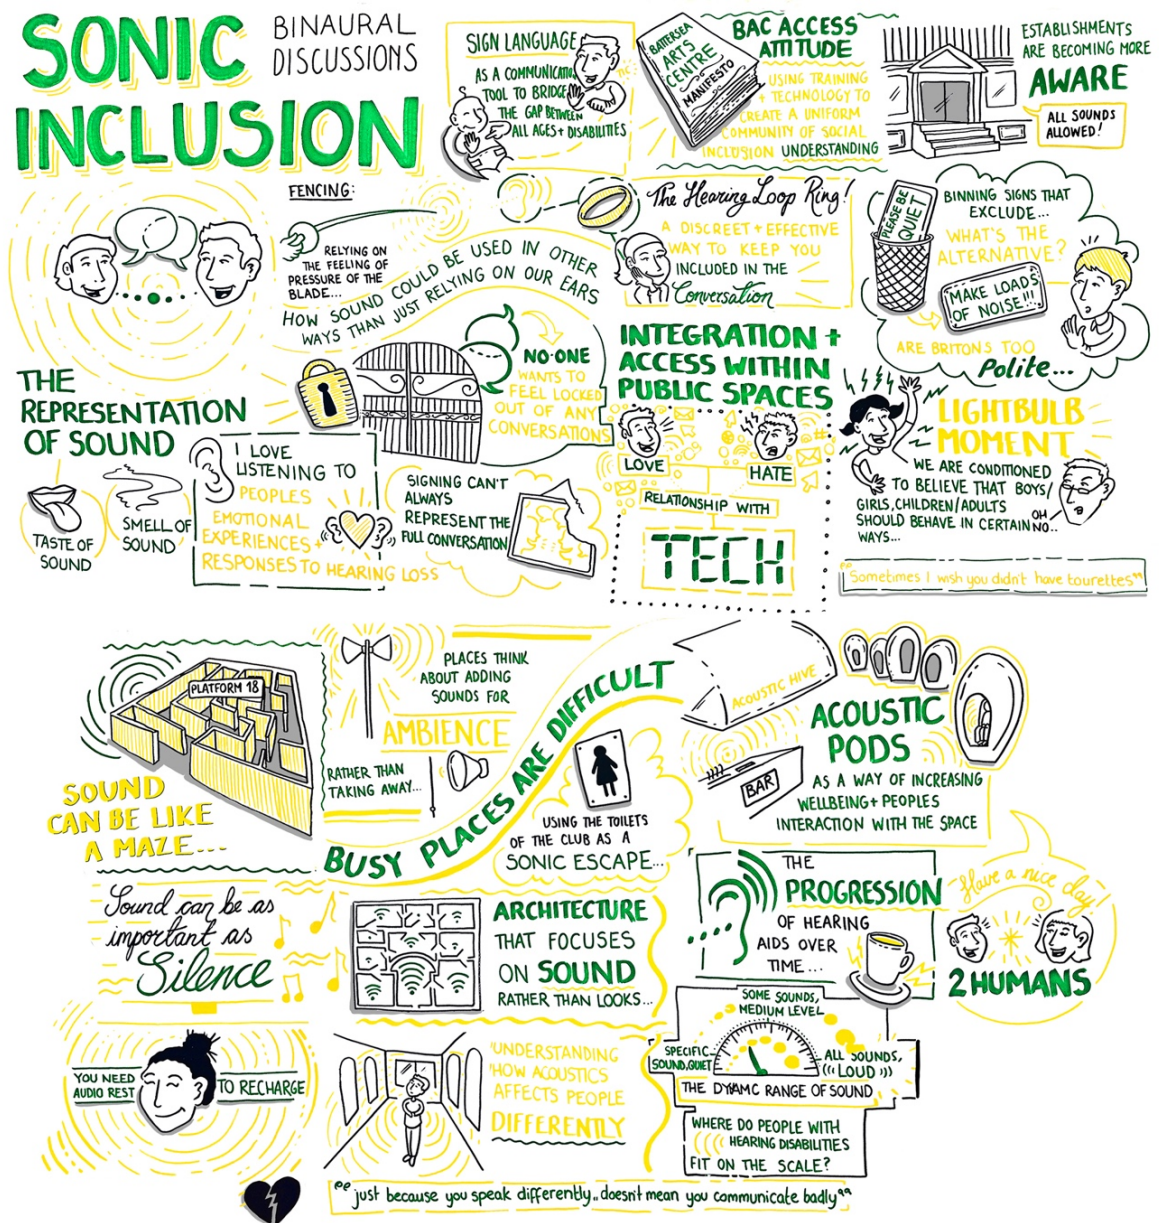 SONIC
INCLUSION
BINAURAL
DISCUSSIONS
SIGN LANGUAGE
AS A COMMUNICATION
TOOL TO BRIDGE
THE GAP BETWEEN
ALL AGES + DISABILITIES
BATTERSEA
ARTS
CENTRE
MANIFESTO
BAC ACCESS
ATTITUDE
USING TRAINING
+ TECHNOLOGY TO
CREATE A UNIFORM
COMMUNITY OF SOCIAL
INCLUSION UNDERSTANDING
ESTABLISHMENTS
ARE BECOMING MORE
AWARE
ALL SOUNDS
ALLOWED!
FENCING:
RELYING ON
THE FEELING OF
PRESSURE OF THE
BLADE...
HOW SOUND COULD BE USED IN OTHER
WAYS THAN JUST RELYING ON OUR EARS
The Hearing Loop Ring!
A DISCREET + EFFECTIVE
WAY TO KEEP YOU
INCLUDED IN THE
Conversation
PLEASE BE
QUIET
BINNING SIGNS THAT
EXCLUDE...
WHAT'S THE
ALTERNATIVE?
MAKE LOADS
OF NOISE!!!
ARE BRITONS TOO
Polite...
THE
REPRESENTATION
OF SOUND
TASTE OF
SOUND
SMELL OF
SOUND
I LOVE
LISTENING TO
PEOPLES
EMOTIONAL
EXPERIENCES +
RESPONSES TO HEARING LOSS
NO-ONE
WANTS TO
FEEL LOCKED
OUT OF ANY
CONVERSATIONS
SIGNING CAN'T
ALWAYS
REPRESENT THE
FULL CONVERSATION
INTEGRATION +
ACCESS WITHIN
PUBLIC SPACES
LOVE
HATE
RELATIONSHIP WITH
TECH
LIGHTBULB
MOMENT
WE ARE CONDITIONED
TO BELIEVE THAT BOYS/
GIRLS, CHILDREN/ADULTS
SHOULD BEHAVE IN CERTAIN
WAYS...
OH
NO..
"Sometimes I wish you didn't have tourettes"
PLATFORM 18
SOUND
CAN BE LIKE
A MAZE...
PLACES THINK
ABOUT ADDING
SOUNDS FOR
AMBIENCE
RATHER THAN
TAKING AWAY...
BUSY PLACES ARE DIFFICULT
USING THE TOILETS
OF THE CLUB AS A
SONIC ESCAPE...
ACOUSTIC HIVE
BAR
ACOUSTIC
PODS
AS A WAY OF INCREASING
WELLBEING + PEOPLES
INTERACTION WITH THE SPACE
Sound can be as
important as
Silence
ARCHITECTURE
THAT FOCUSES
ON SOUND
RATHER THAN LOOKS...
THE
PROGRESSION
OF HEARING
AIDS OVER
TIME...
Have a nice day!
2 HUMANS
YOU NEED
AUDIO REST
TO RECHARGE
'UNDERSTANDING
'HOW ACOUSTICS
AFFECTS PEOPLE
DIFFERENTLY
SOME SOUNDS,
MEDIUM LEVEL
SPECIFIC
SOUND, QUIET
ALL SOUNDS,
((( LOUD )))
THE DYAMC RANGE OF SOUND
WHERE DO PEOPLE WITH
HEARING DISABILITIES
FIT ON THE SCALE?
"just because you speak differently.. doesn't mean you communicate badly"